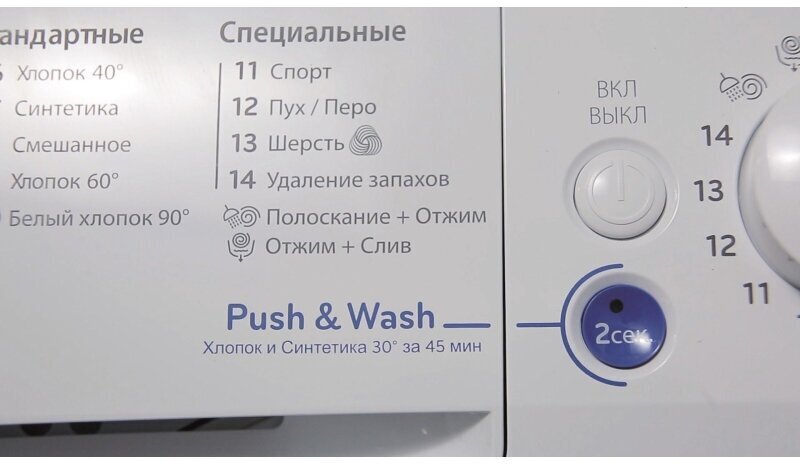 Специальные
Хлопок 40°
Синтетика
Смешанное
Хлопок 60°
Белый хлопок 90°
11 Спорт
12 Пух / Перо
13 Шерсть
14 Удаление запахов
Полоскание + Отжим
Отжим + Слив
Push & Wash
Хлопок и Синтетика 30° за 45 мин
ВКЛ
ВЫКЛ
2сек.
14
13
12
11